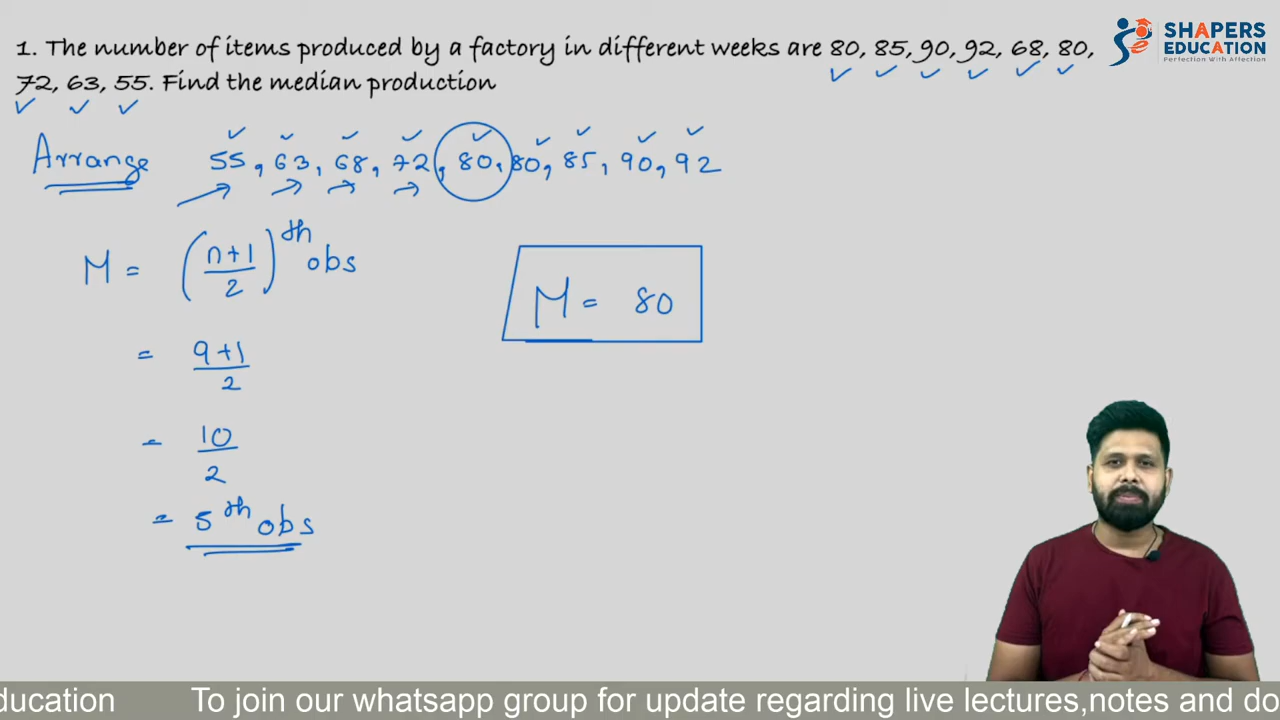 SHAPERS
EDUCATION
Perfection With Affection
1. The number of items produced by a factory in different weeks are 80, 85, 90, 92, 68, 80,
72, 63, 55. Find the median production
Arrange 55, 63, 68, 72, 80, 80, 85, 90, 92
M = (n+1/2)th obs
M = 80
= 9+1/2
= 10/2
= 5th obs
ducation To join our whatsapp group for update regarding live lectures,notes and do